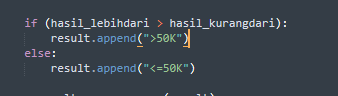 if (hasil_lebihdari > hasil_kurangdari):
    result.append(">50K")
else:
    result.append("<=50K")